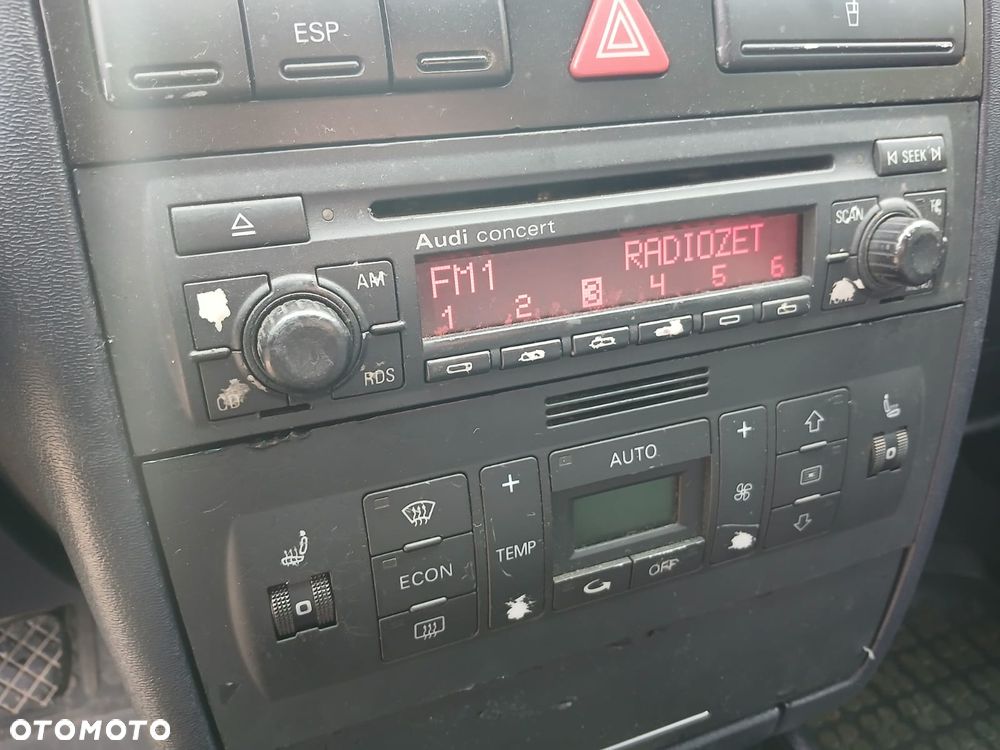 ESP
SEEK
Audi concert
SCAN
AM
FM1 RADIOZET
1 2 3 4 5 6
CD
RDS
AUTO
+
+
TEMP
ECON
OFF
OTOMOTO